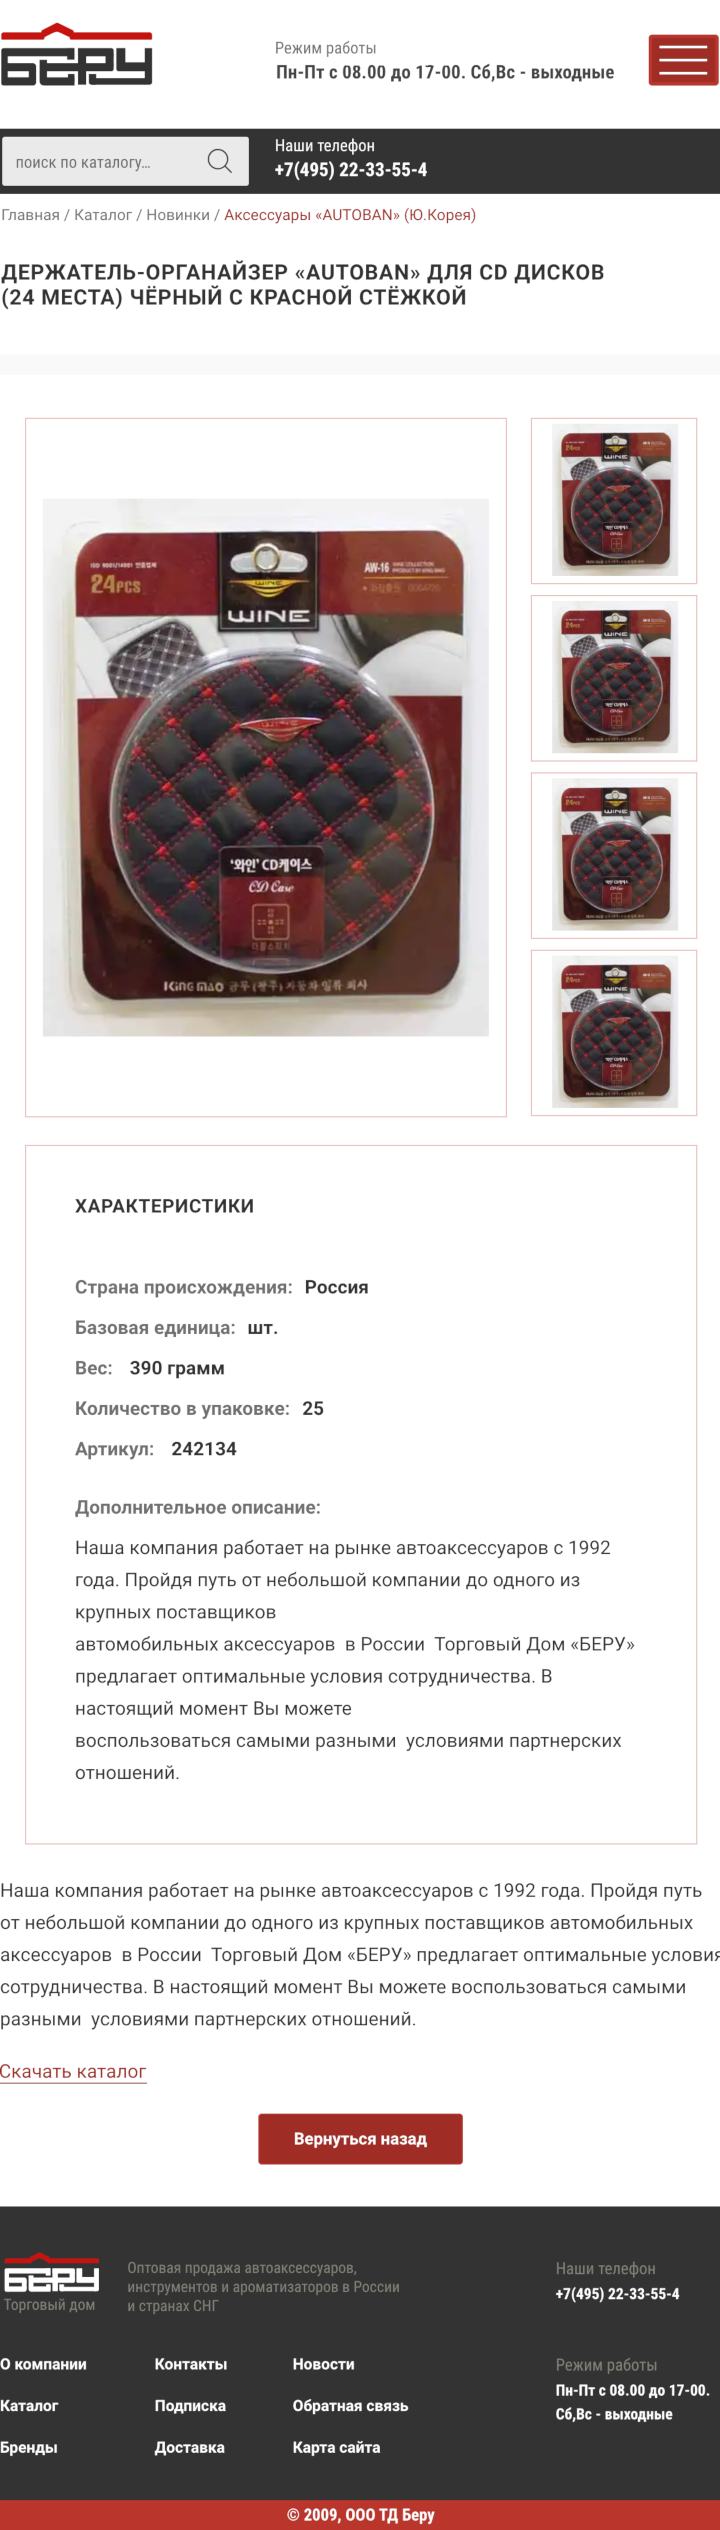 БЕРУ
Режим работы
Пн-Пт с 08.00 до 17-00. Сб,Вс - выходные
поиск по каталогу...
Наши телефон
+7(495) 22-33-55-4
Главная / Каталог / Новинки / Аксессуары «AUTOBAN» (Ю.Корея)
ДЕРЖАТЕЛЬ-ОРГАНАЙЗЕР «AUTOBAN» ДЛЯ CD ДИСКОВ
(24 МЕСТА) ЧЁРНЫЙ С КРАСНОЙ СТЁЖКОЙ
24PCS
WINE
WINE
AW-16
WINE
'와인' CD케이스
CD Case
KING MAO
ХАРАКТЕРИСТИКИ
Страна происхождения: Россия
Базовая единица: шт.
Вес: 390 грамм
Количество в упаковке: 25
Артикул: 242134
Дополнительное описание:
Наша компания работает на рынке автоаксессуаров с 1992
года. Пройдя путь от небольшой компании до одного из
крупных поставщиков
автомобильных аксессуаров в России Торговый Дом «БЕРУ»
предлагает оптимальные условия сотрудничества. В
настоящий момент Вы можете
воспользоваться самыми разными условиями партнерских
отношений.
Наша компания работает на рынке автоаксессуаров с 1992 года. Пройдя путь
от небольшой компании до одного из крупных поставщиков автомобильных
аксессуаров в России Торговый Дом «БЕРУ» предлагает оптимальные условия
сотрудничества. В настоящий момент Вы можете воспользоваться самыми
разными условиями партнерских отношений.
Скачать каталог
Вернуться назад
БЕРУ
Торговый дом
Оптовая продажа автоаксессуаров,
инструментов и ароматизаторов в России
и странах СНГ
Наши телефон
+7(495) 22-33-55-4
О компании
Контакты
Новости
Каталог
Подписка
Обратная связь
Бренды
Доставка
Карта сайта
Режим работы
Пн-Пт с 08.00 до 17-00.
Сб,Вс - выходные
© 2009, ООО ТД Беру